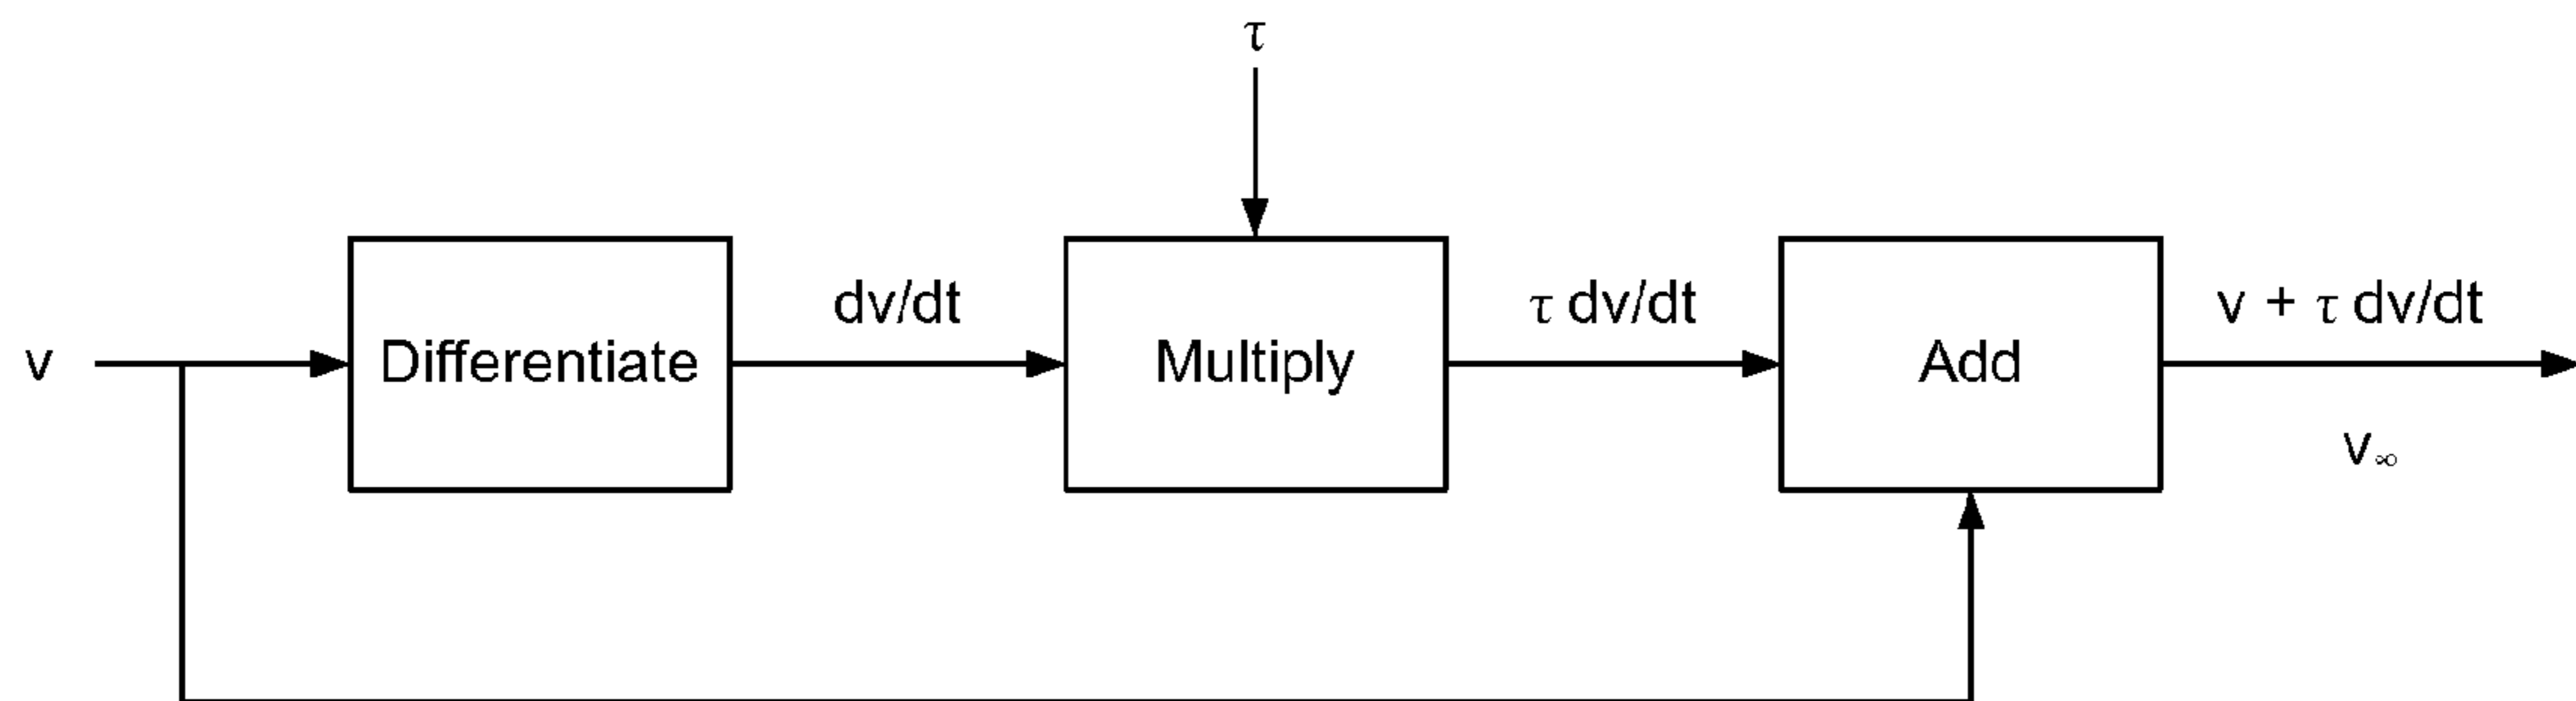 τ
v
Differentiate
dv/dt
Multiply
τ dv/dt
Add
v + τ dv/dt
v∞